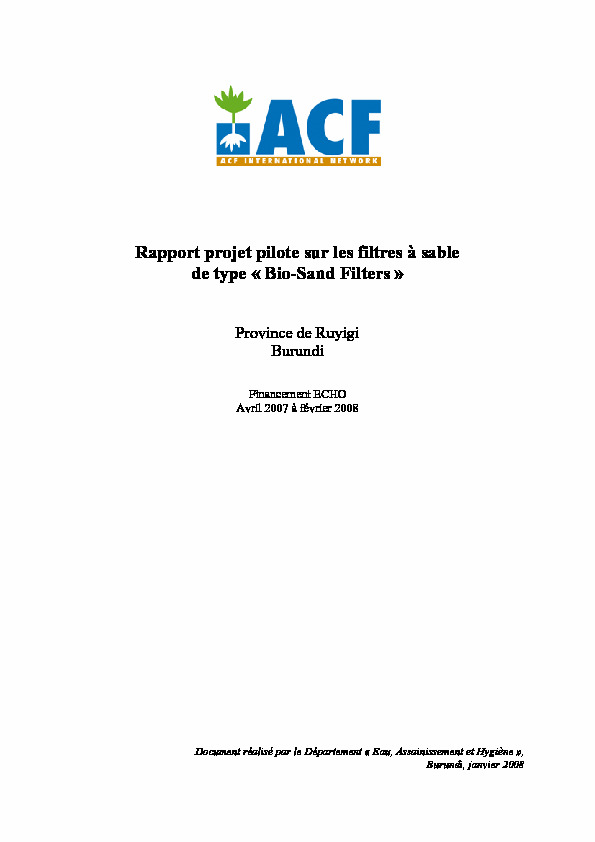 ACF
ACF INTERNATIONAL NETWORK
Rapport projet pilote sur les filtres à sable
de type « Bio-Sand Filters »
Province de Ruyigi
Burundi
Financement ECHO
Avril 2007 à février 2008
Document réalisé par le Département « Eau, Assainissement et Hygiène »,
Burundi, janvier 2008